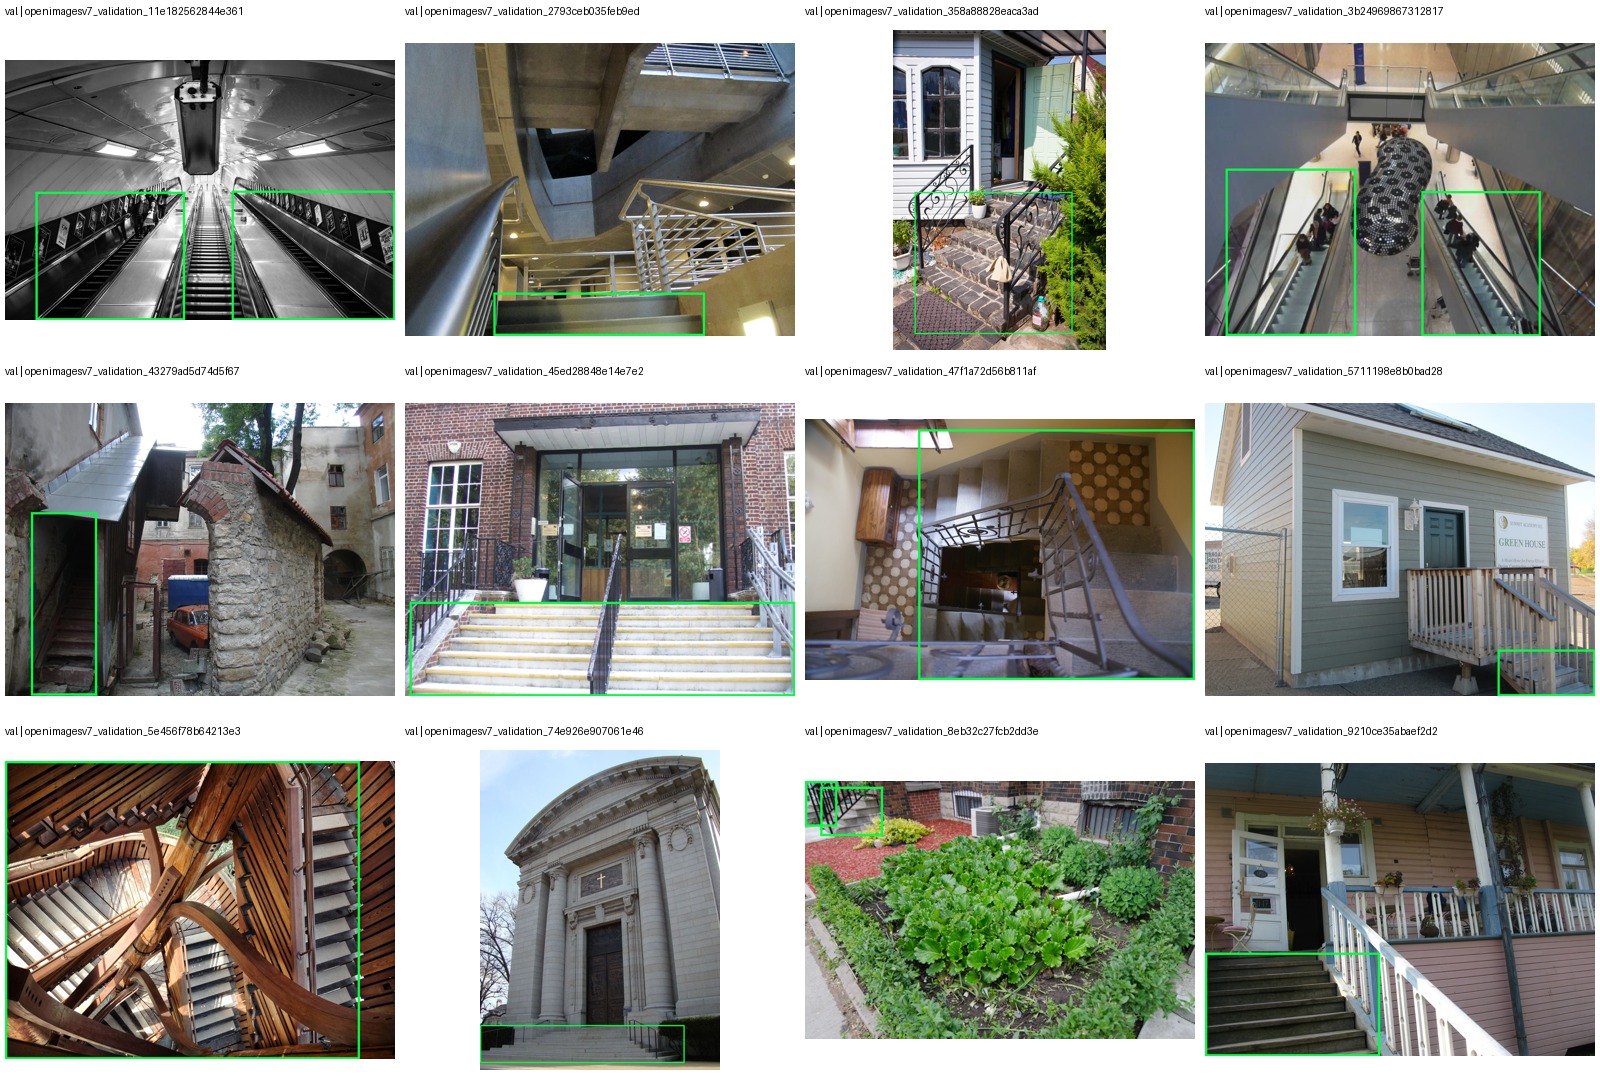 val | openimagesv7_validation_11e182562844e361
val | openimagesv7_validation_2793ceb035feb9ed
val | openimagesv7_validation_358a88828eaca3ad
val | openimagesv7_validation_3b24969867312817
val | openimagesv7_validation_43279ad5d74d5f67
val | openimagesv7_validation_45ed28848e14e7e2
val | openimagesv7_validation_47f1a72d56b811af
val | openimagesv7_validation_5711198e8b0bad28
GREEN HOUSE
val | openimagesv7_validation_5e456f78b64213e3
val | openimagesv7_validation_74e926e907061e46
val | openimagesv7_validation_8eb32c27fcb2dd3e
val | openimagesv7_validation_9210ce35abaef2d2